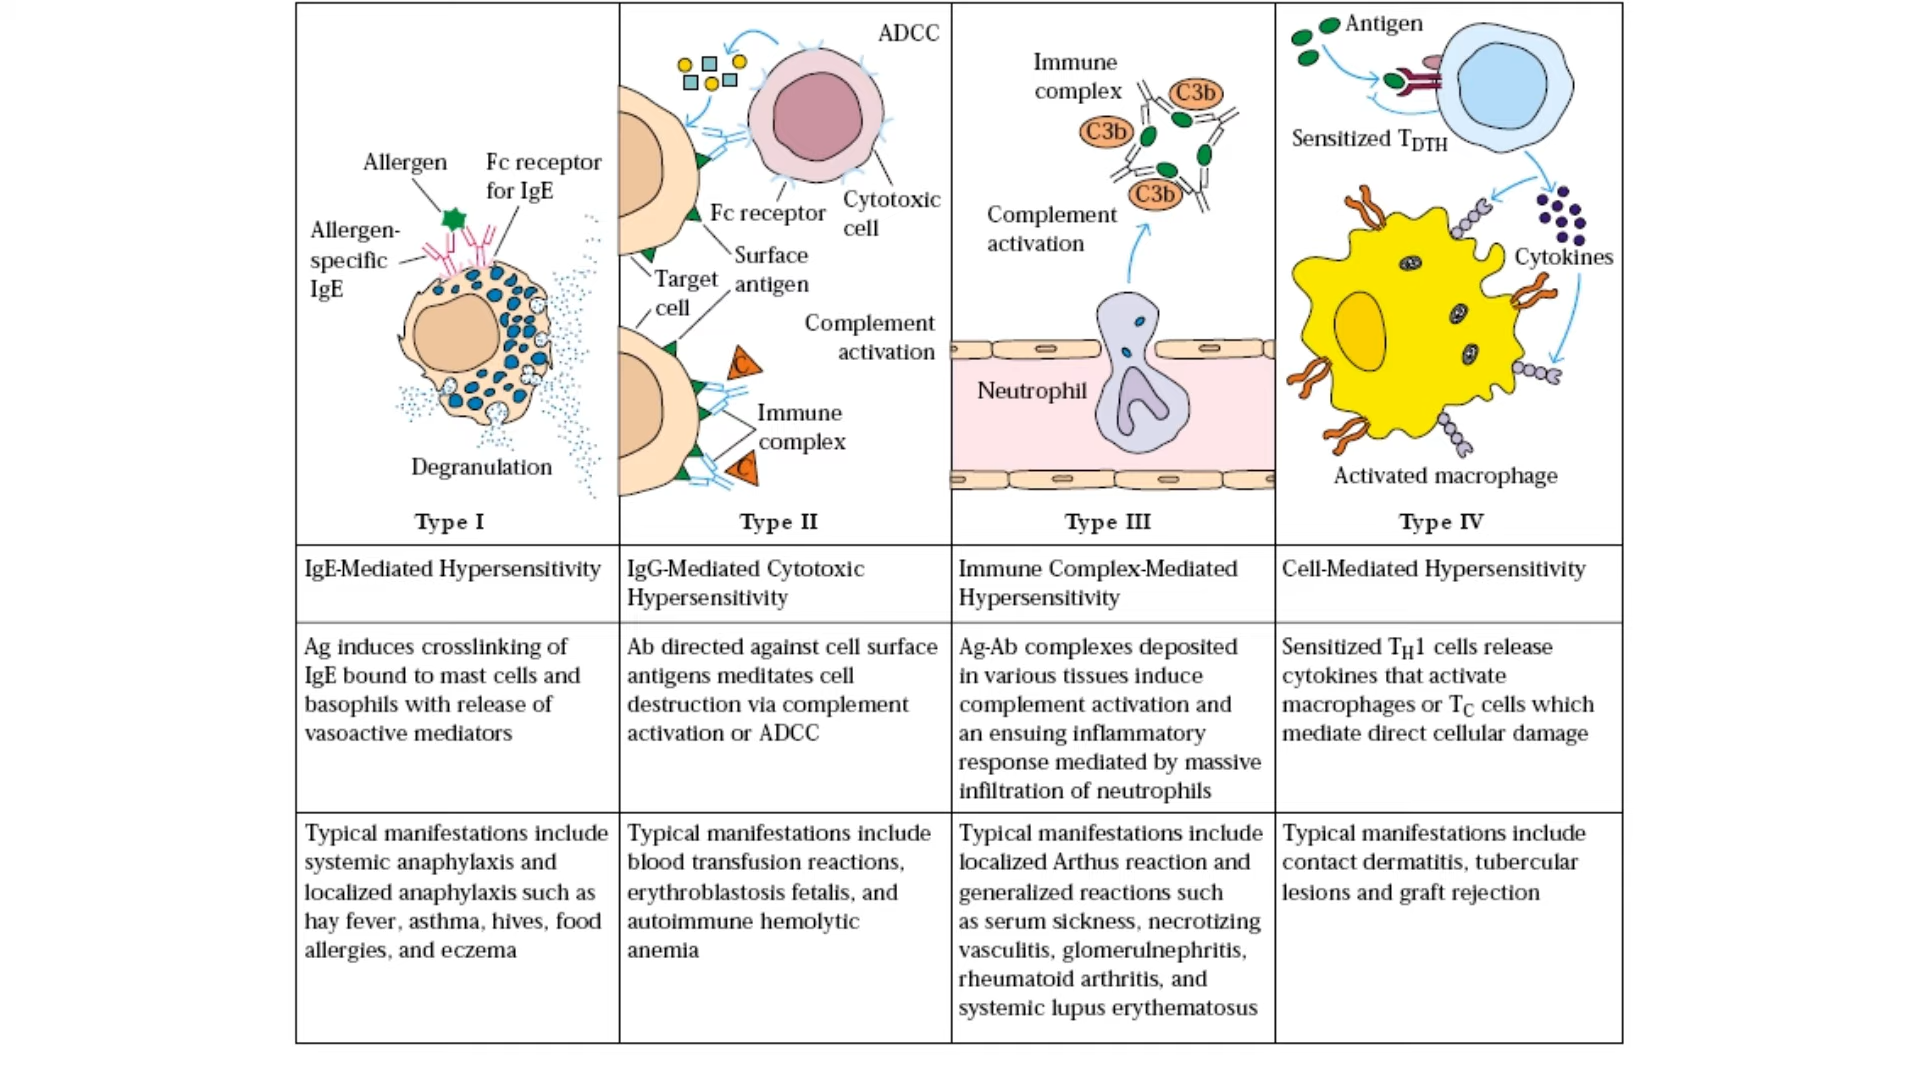 Allergen
Fc receptor
for IgE
Allergen-
specific
IgE
Degranulation
Type I
ADCC
Fc receptor
Cytotoxic
cell
Surface
antigen
Target
cell
Complement
activation
C
Immune
complex
C
Type II
Immune
complex
C3b
C3b
C3b
Complement
activation
Neutrophil
Type III
Antigen
Sensitized TDTH
Cytokines
Activated macrophage
Type IV
IgE-Mediated Hypersensitivity
IgG-Mediated Cytotoxic
Hypersensitivity
Immune Complex-Mediated
Hypersensitivity
Cell-Mediated Hypersensitivity
Ag induces crosslinking of
IgE bound to mast cells and
basophils with release of
vasoactive mediators
Ab directed against cell surface
antigens meditates cell
destruction via complement
activation or ADCC
Ag-Ab complexes deposited
in various tissues induce
complement activation and
an ensuing inflammatory
response mediated by massive
infiltration of neutrophils
Sensitized TH1 cells release
cytokines that activate
macrophages or TC cells which
mediate direct cellular damage
Typical manifestations include
systemic anaphylaxis and
localized anaphylaxis such as
hay fever, asthma, hives, food
allergies, and eczema
Typical manifestations include
blood transfusion reactions,
erythroblastosis fetalis, and
autoimmune hemolytic
anemia
Typical manifestations include
localized Arthus reaction and
generalized reactions such
as serum sickness, necrotizing
vasculitis, glomerulnephritis,
rheumatoid arthritis, and
systemic lupus erythematosus
Typical manifestations include
contact dermatitis, tubercular
lesions and graft rejection